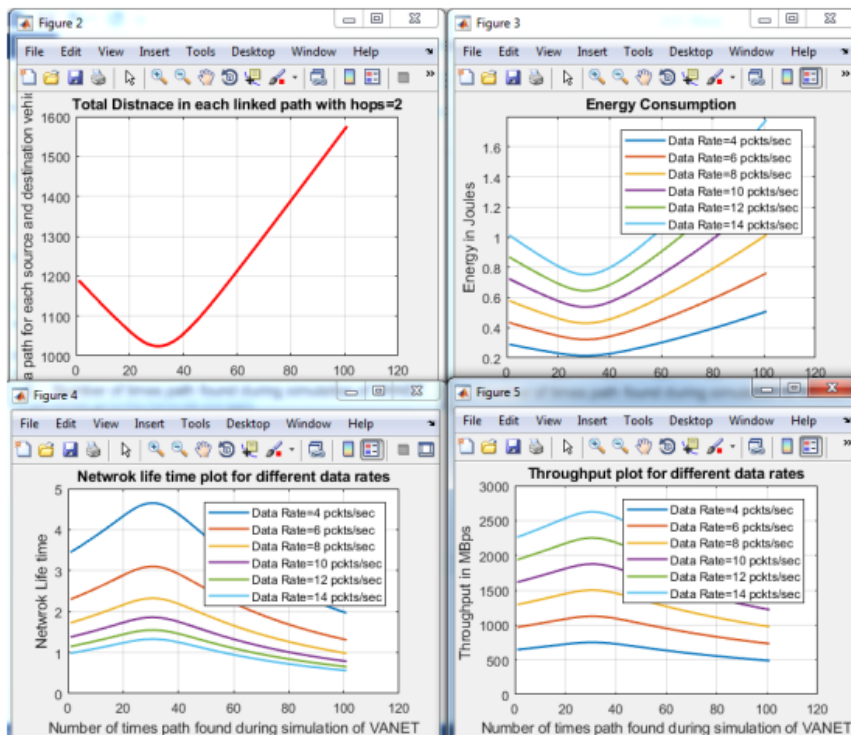 Figure 2
File Edit View Insert Tools Desktop Window Help
Total Distnace in each linked path with hops=2
a path for each source and destination vehic
1600
1500
1400
1300
1200
1100
1000
0 20 40 60 80 100 120
Figure 3
File Edit View Insert Tools Desktop Window Help
Energy Consumption
Energy in Joules
1.6
1.4
1.2
1
0.8
0.6
0.4
0.2
0 20 40 60 80 100 120
Data Rate=4 pckts/sec
Data Rate=6 pckts/sec
Data Rate=8 pckts/sec
Data Rate=10 pckts/sec
Data Rate=12 pckts/sec
Data Rate=14 pckts/sec
Figure 4
File Edit View Insert Tools Desktop Window Help
Netwrok life time plot for different data rates
Netwrok Life time
5
4
3
2
1
0
0 20 40 60 80 100 120
Data Rate=4 pckts/sec
Data Rate=6 pckts/sec
Data Rate=8 pckts/sec
Data Rate=10 pckts/sec
Data Rate=12 pckts/sec
Data Rate=14 pckts/sec
Number of times path found during simulation of VANET
Figure 5
File Edit View Insert Tools Desktop Window Help
Throughput plot for different data rates
Throughput in MBps
3000
2500
2000
1500
1000
500
0
0 20 40 60 80 100 120
Data Rate=4 pckts/sec
Data Rate=6 pckts/sec
Data Rate=8 pckts/sec
Data Rate=10 pckts/sec
Data Rate=12 pckts/sec
Data Rate=14 pckts/sec
Number of times path found during simulation of VANET